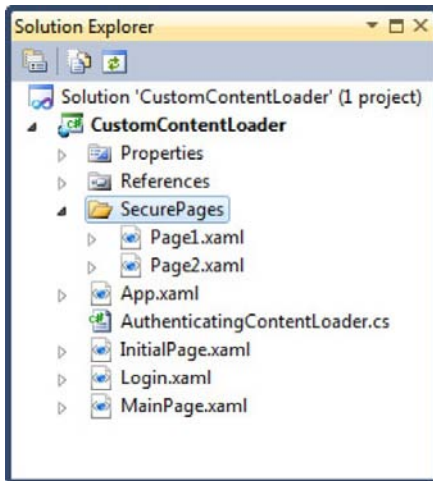 Solution Explorer
Solution 'CustomContentLoader' (1 project)
CustomContentLoader
Properties
References
SecurePages
Page1.xaml
Page2.xaml
App.xaml
AuthenticatingContentLoader.cs
InitialPage.xaml
Login.xaml
MainPage.xaml